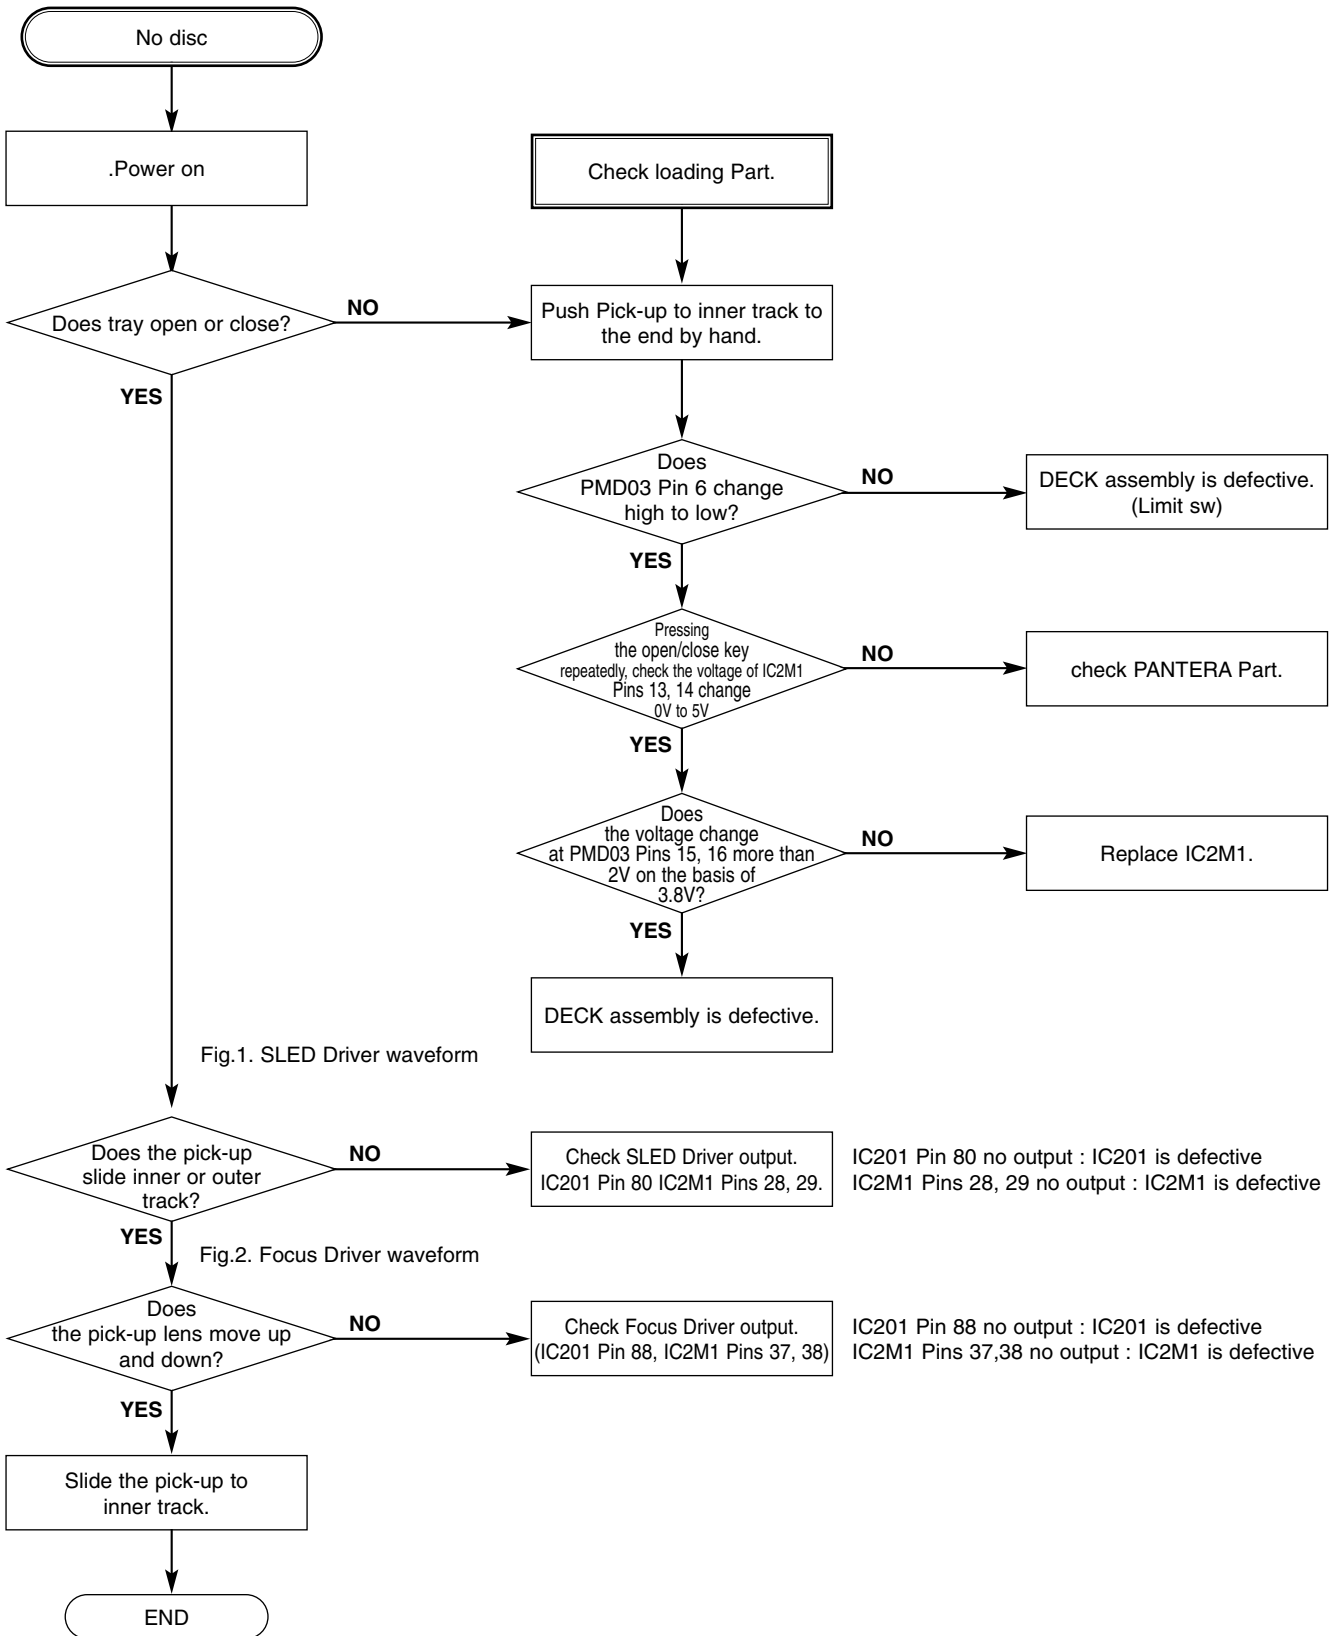 No disc
.Power on
Check loading Part.
Does tray open or close?
NO
Push Pick-up to inner track to
the end by hand.
YES
Does
PMD03 Pin 6 change
high to low?
NO
DECK assembly is defective.
(Limit sw)
YES
Pressing
the open/close key
repeatedly, check the voltage of IC2M1
Pins 13, 14 change
0V to 5V
NO
check PANTERA Part.
YES
Does
the voltage change
at PMD03 Pins 15, 16 more than
2V on the basis of
3.8V?
NO
Replace IC2M1.
YES
DECK assembly is defective.
Fig.1. SLED Driver waveform
Does the pick-up
slide inner or outer
track?
NO
Check SLED Driver output.
IC201 Pin 80 IC2M1 Pins 28, 29.
IC201 Pin 80 no output : IC201 is defective
IC2M1 Pins 28, 29 no output : IC2M1 is defective
YES
Fig.2. Focus Driver waveform
Does
the pick-up lens move up
and down?
NO
Check Focus Driver output.
(IC201 Pin 88, IC2M1 Pins 37, 38)
IC201 Pin 88 no output : IC201 is defective
IC2M1 Pins 37,38 no output : IC2M1 is defective
YES
Slide the pick-up to
inner track.
END